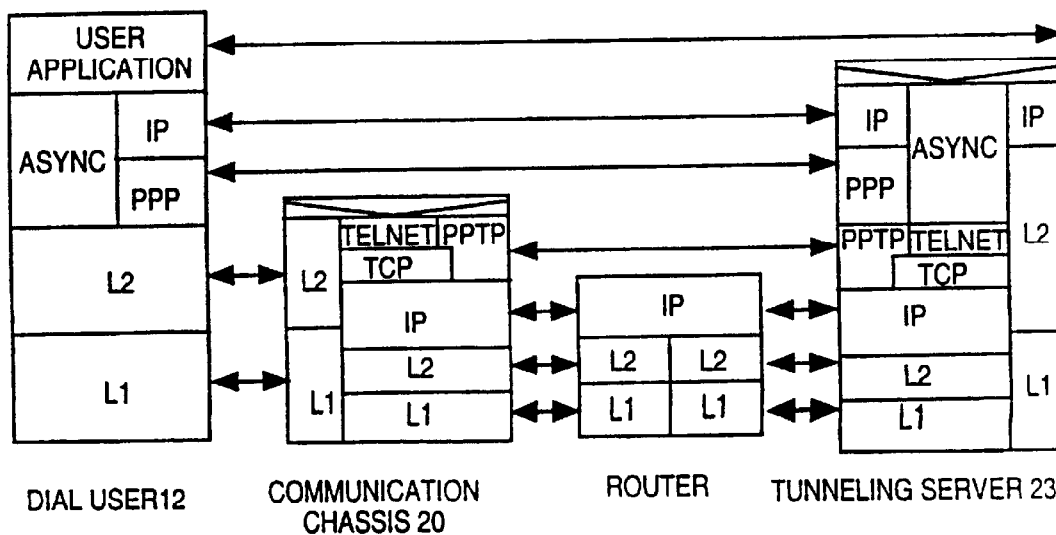 USER
APPLICATION
ASYNC
IP
PPP
L2
L1
DIAL USER12
TELNET
PPTP
TCP
L2
IP
L2
L1
L1
COMMUNICATION
CHASSIS 20
IP
L2
L2
L1
L1
ROUTER
IP
ASYNC
IP
PPP
PPTP
TELNET
L2
TCP
IP
L2
L1
L1
TUNNELING SERVER 23